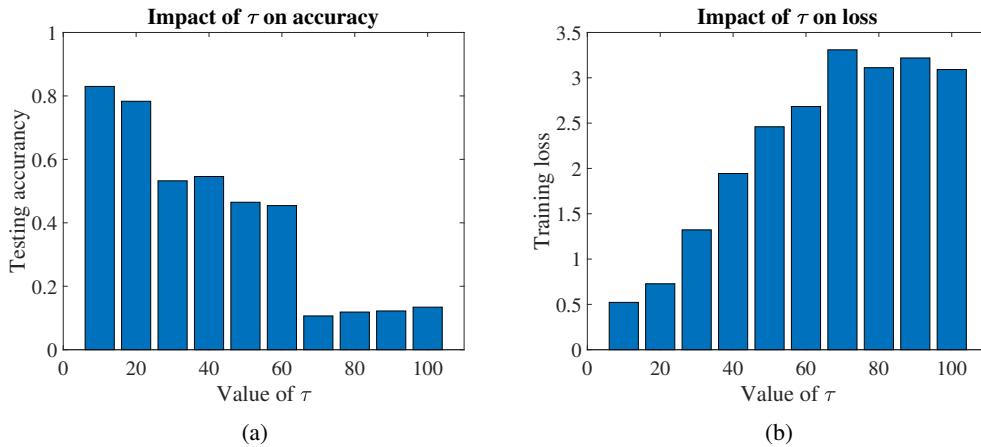 Impact of τ on accuracy
1
0.8
0.6
0.4
0.2
0
Testing accurancy
0 20 40 60 80 100
Value of τ
(a)
Impact of τ on loss
3.5
3
2.5
2
1.5
1
0.5
0
Training loss
0 20 40 60 80 100
Value of τ
(b)